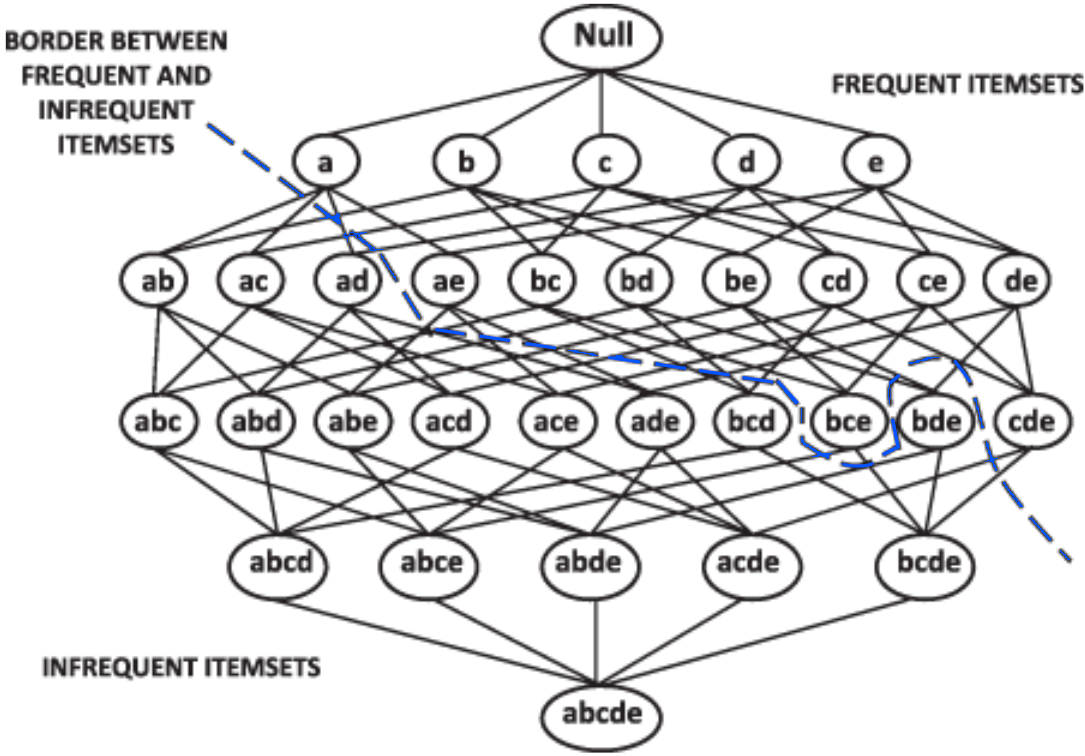 Null
BORDER BETWEEN
FREQUENT AND
INFREQUENT
ITEMSETS
FREQUENT ITEMSETS
a b c d e
ab ac ad ae bc bd be cd ce de
abc abd abe acd ace ade bcd bce bde cde
abcd abce abde acde bcde
INFREQUENT ITEMSETS
abcde